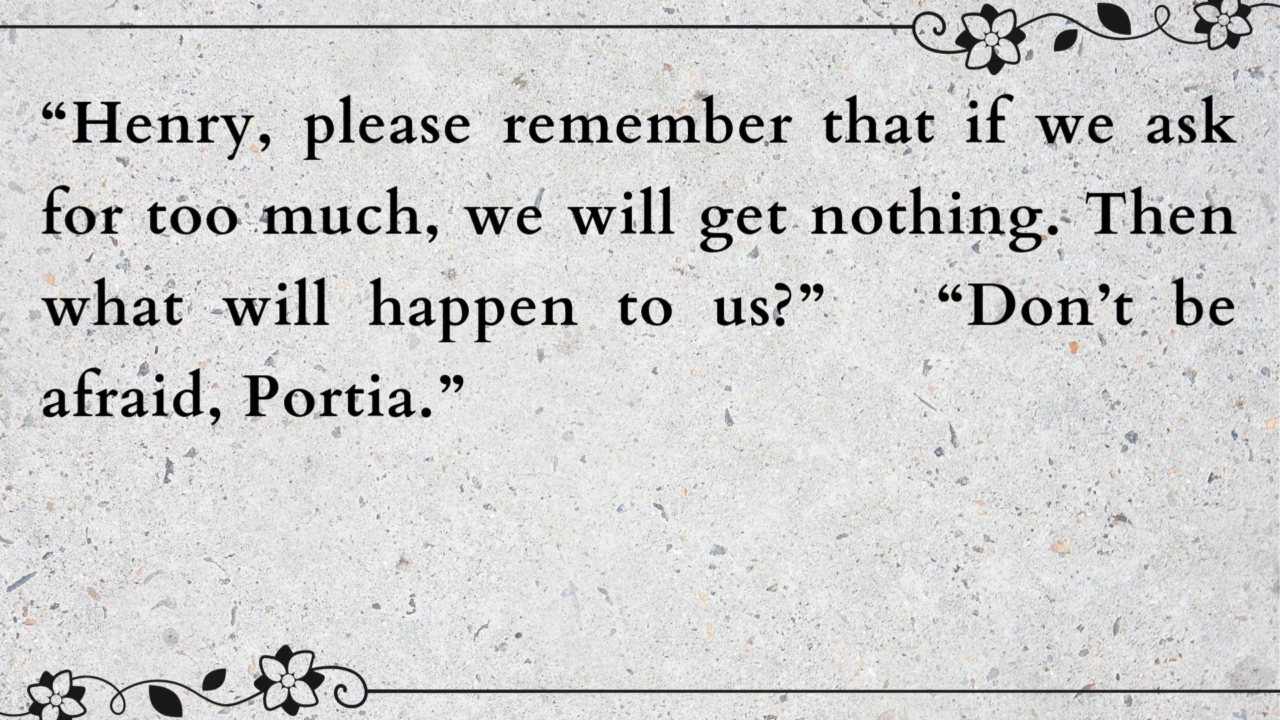 “Henry, please remember that if we ask
for too much, we will get nothing. Then
what will happen to us?” “Don’t be
afraid, Portia.”